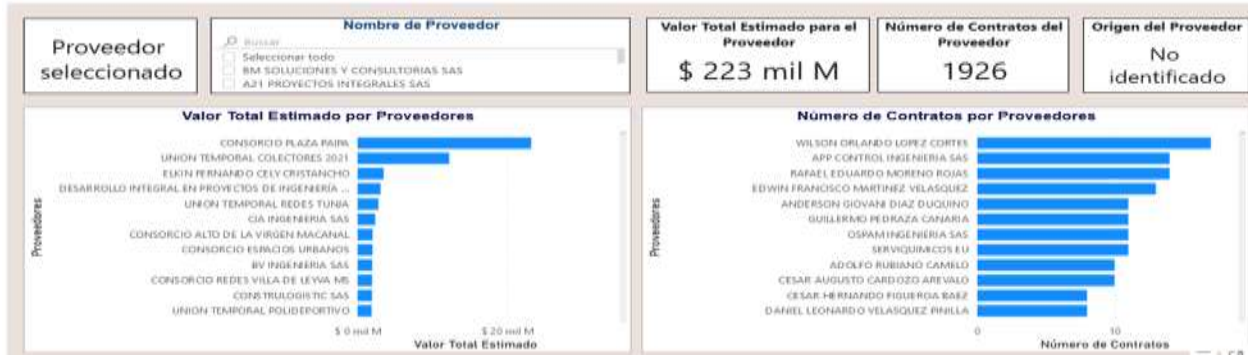 Proveedor
seleccionado
Nombre de Proveedor
Buscar
Seleccionar todo
BM SOLUCIONES Y CONSULTORIAS SAS
A21 PROYECTOS INTEGRALES SAS
Valor Total Estimado para el
Proveedor
$ 223 mil M
Número de Contratos del
Proveedor
1926
Origen del Proveedor
No
identificado
Valor Total Estimado por Proveedores
Proveedores
CONSORCIO PLAZA PAIPA
UNION TEMPORAL COLECTORES 2021
ELKIN FERNANDO CELY CRISTANCHO
DESARROLLO INTEGRAL EN PROYECTOS DE INGENIERÍA ...
UNION TEMPORAL REDES TUNJA
CIA INGENIERIA SAS
CONSORCIO ALTO DE LA VIRGEN MACANAL
CONSORCIO ESPACIOS URBANOS
BV INGENIERIA SAS
CONSORCIO REDES VILLA DE LEYVA MS
CONSTRULOGISTIC SAS
UNION TEMPORAL POLIDEPORTIVO
$ 0 mil M
$ 20 mil M
Valor Total Estimado
Número de Contratos por Proveedores
Proveedores
WILSON ORLANDO LOPEZ CORTES
APP CONTROL INGENIERIA SAS
RAFAEL EDUARDO MORENO ROJAS
EDWIN FRANCISCO MARTINEZ VELASQUEZ
ANDERSON GIOVANI DIAZ DUQUINO
GUILLERMO PEDRAZA CANARIA
OSPAM INGENIERIA SAS
SERVIQUIMICOS EU
ADOLFO RUBIANO CAMELO
CESAR AUGUSTO CARDOZO AREVALO
CESAR HERNANDO FIGUEROA BAEZ
DANIEL LEONARDO VELASQUEZ PINILLA
0
10
Número de Contratos